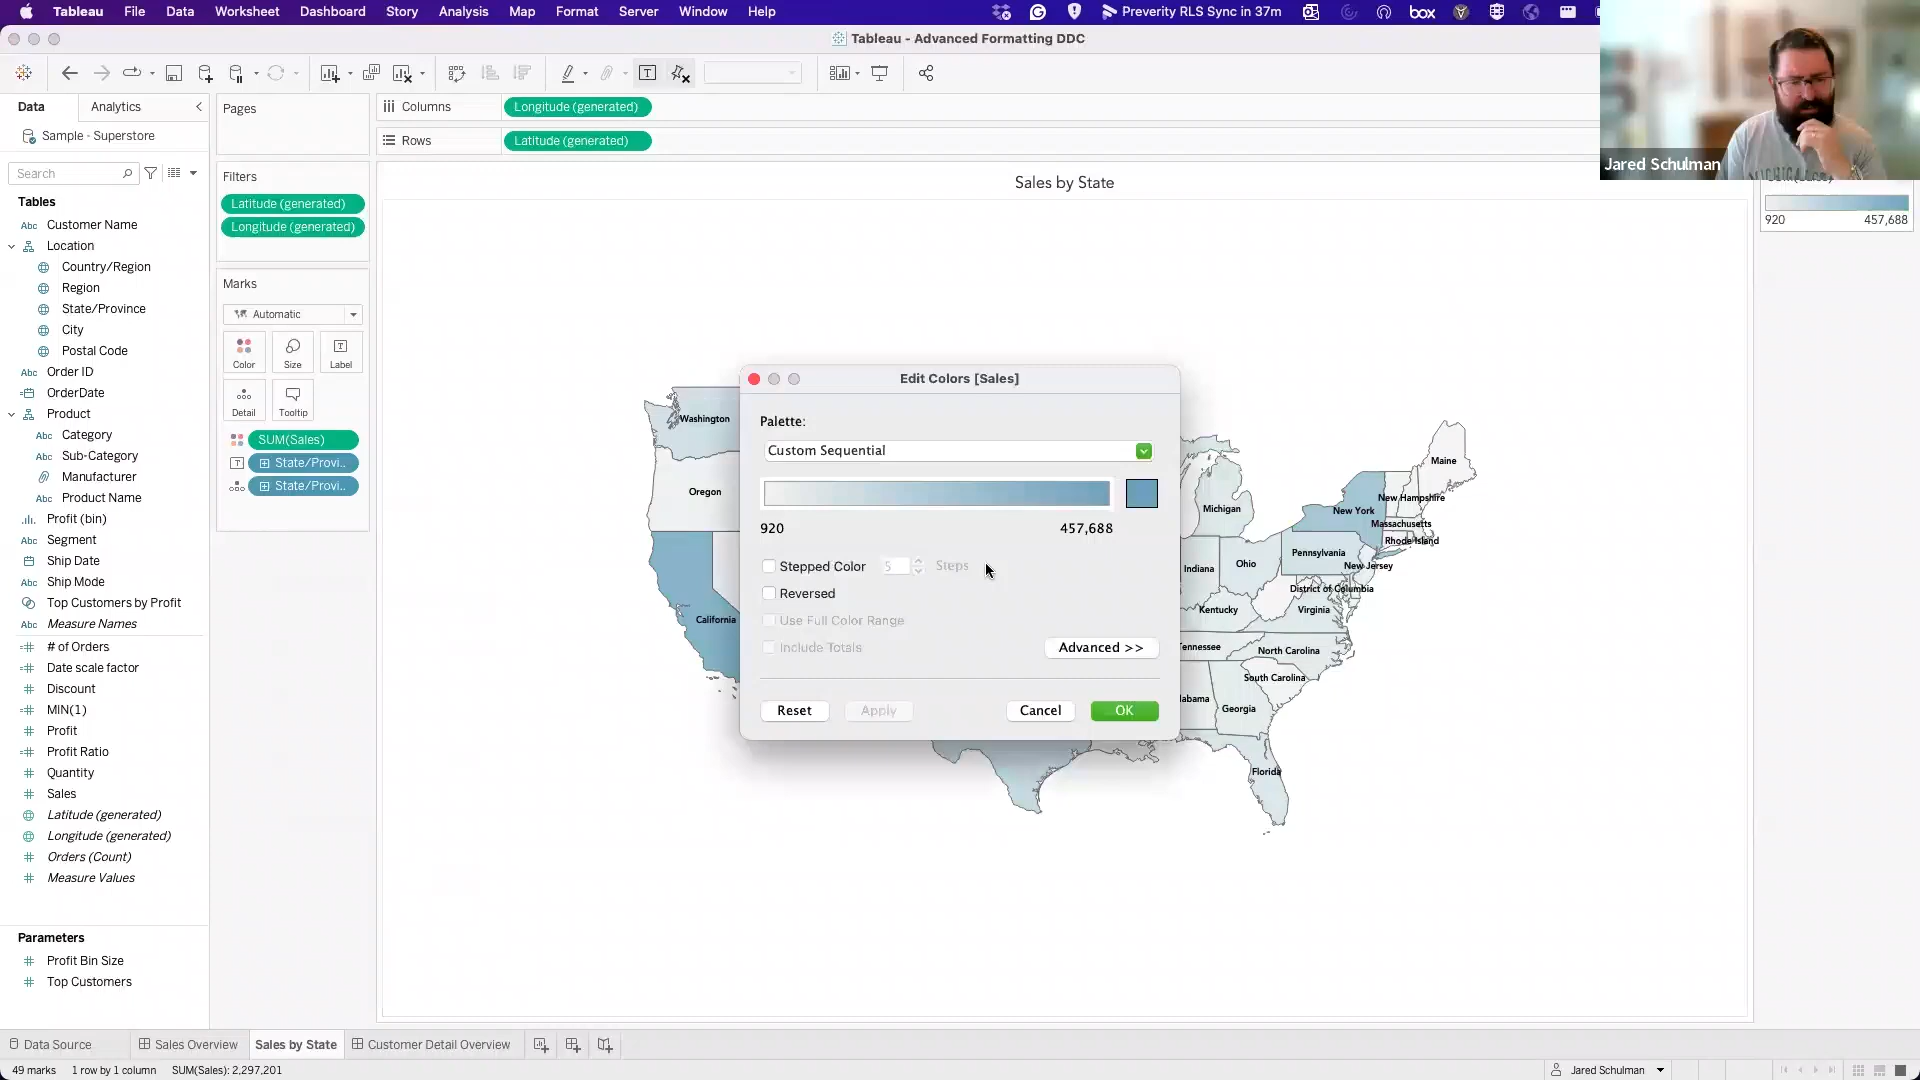 Tableau File Data Worksheet Dashboard Story Analysis Map Format Server Window Help Preverity RLS Sync in 37m box
Tableau - Advanced Formatting DDC
Data Analytics
Sample - Superstore
Search
Tables
Abc Customer Name
Location
Country/Region
Region
State/Province
City
Postal Code
Abc Order ID
OrderDate
Product
Abc Category
Abc Sub-Category
Manufacturer
Abc Product Name
Profit (bin)
Abc Segment
Ship Date
Abc Ship Mode
Top Customers by Profit
Abc Measure Names
# of Orders
Date scale factor
Discount
MIN(1)
Profit
Profit Ratio
Quantity
Sales
Latitude (generated)
Longitude (generated)
Orders (Count)
Measure Values
Parameters
Profit Bin Size
Top Customers
Pages
Filters
Latitude (generated)
Longitude (generated)
Marks
Automatic
Color Size Label
Detail Tooltip
SUM(Sales)
State/Provi..
State/Provi..
Columns Longitude (generated)
Rows Latitude (generated)
Sales by State
Washington
Oregon
California
Michigan
Indiana
Ohio
Kentucky
Pennsylvania
New York
Maine
New Hampshire
Massachusetts
Rhode Island
New Jersey
District of Columbia
Virginia
North Carolina
South Carolina
Georgia
Florida
Edit Colors [Sales]
Palette:
Custom Sequential
920 457,688
Stepped Color 5 Steps
Reversed
Use Full Color Range
Include Totals
Advanced >>
Reset Apply Cancel OK
Jared Schulman
920 457,688
Data Source Sales Overview Sales by State Customer Detail Overview
49 marks 1 row by 1 column SUM(Sales): 2,297,201 Jared Schulman